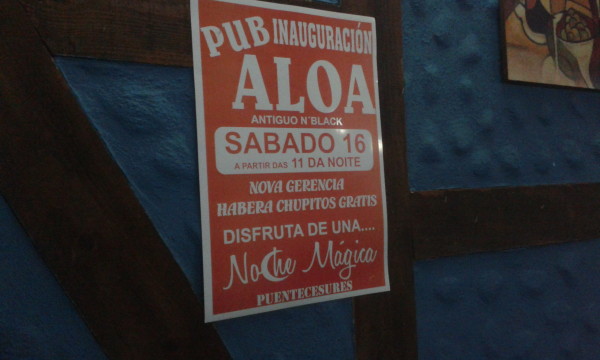 PUB INAUGURACIÓN
ALOA
ANTIGUO N´BLACK
SABADO 16
A PARTIR DAS 11 DA NOITE
NOVA GERENCIA
HABERA CHUPITOS GRATIS
DISFRUTA DE UNA....
Noche Mágica
PUENTECESURES